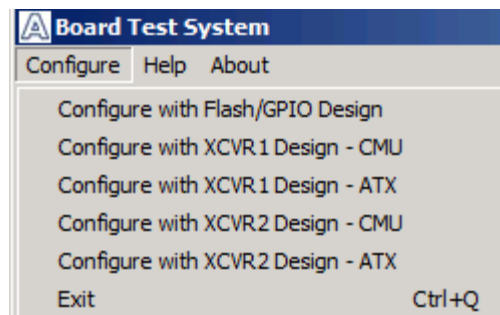 Board Test System
Configure Help About
Configure with Flash/GPIO Design
Configure with XCVR1 Design - CMU
Configure with XCVR1 Design - ATX
Configure with XCVR2 Design - CMU
Configure with XCVR2 Design - ATX
Exit Ctrl+Q